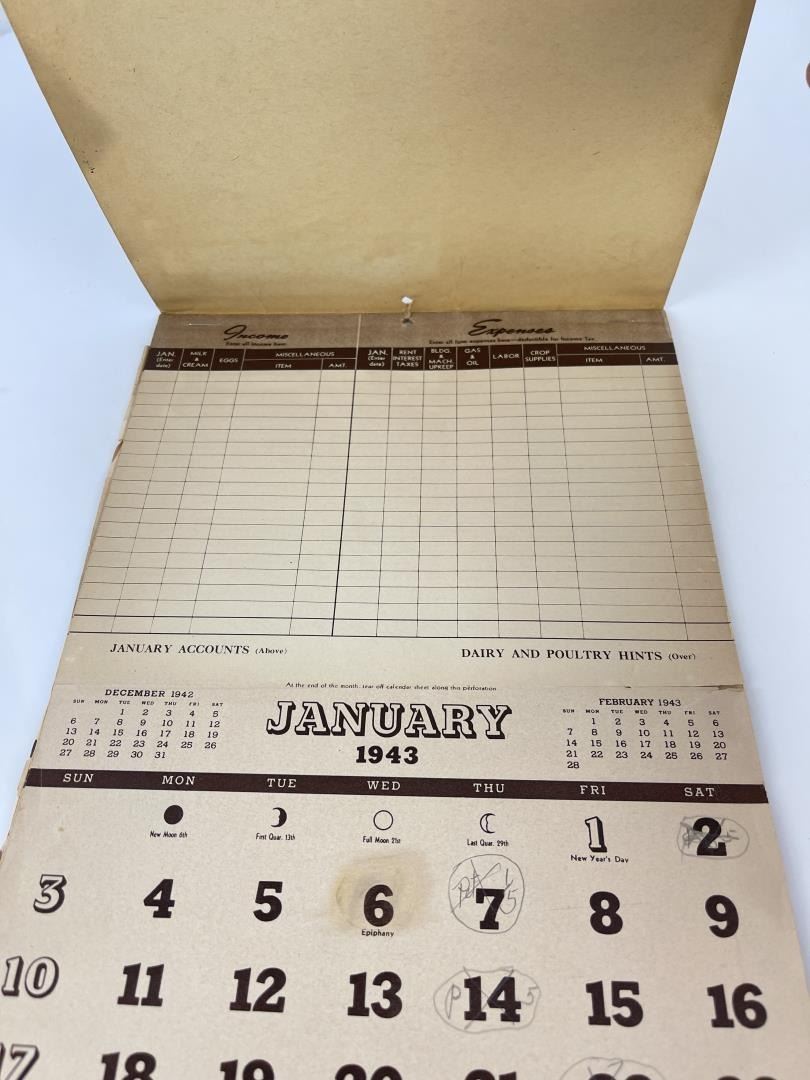 Income
Enter all income here
Expenses
Enter all farm expenses here—deductible for Income Tax
JAN. (Enter date) MILK & CREAM EGGS MISCELLANEOUS ITEM AMT. JAN. (Enter date) RENT INTEREST TAXES BLDG. & MACH. UPKEEP GAS & OIL LABOR CROP SUPPLIES MISCELLANEOUS ITEM AMT.
JANUARY ACCOUNTS (Above) DAIRY AND POULTRY HINTS (Over)
At the end of the month, tear off calendar sheet along this perforation
DECEMBER 1942
SUN MON TUE WED THU FRI SAT
1 2 3 4 5
6 7 8 9 10 11 12
13 14 15 16 17 18 19
20 21 22 23 24 25 26
27 28 29 30 31
JANUARY
1943
FEBRUARY 1943
SUN MON TUE WED THU FRI SAT
1 2 3 4 5 6
7 8 9 10 11 12 13
14 15 16 17 18 19 20
21 22 23 24 25 26 27
28
SUN MON TUE WED THU FRI SAT
New Moon 6th First Quar. 13th Full Moon 21st Last Quar. 29th 1 2
New Year's Day
3 4 5 6 7 8 9
Epiphany
10 11 12 13 14 15 16
17 18 19 20 21 22 23